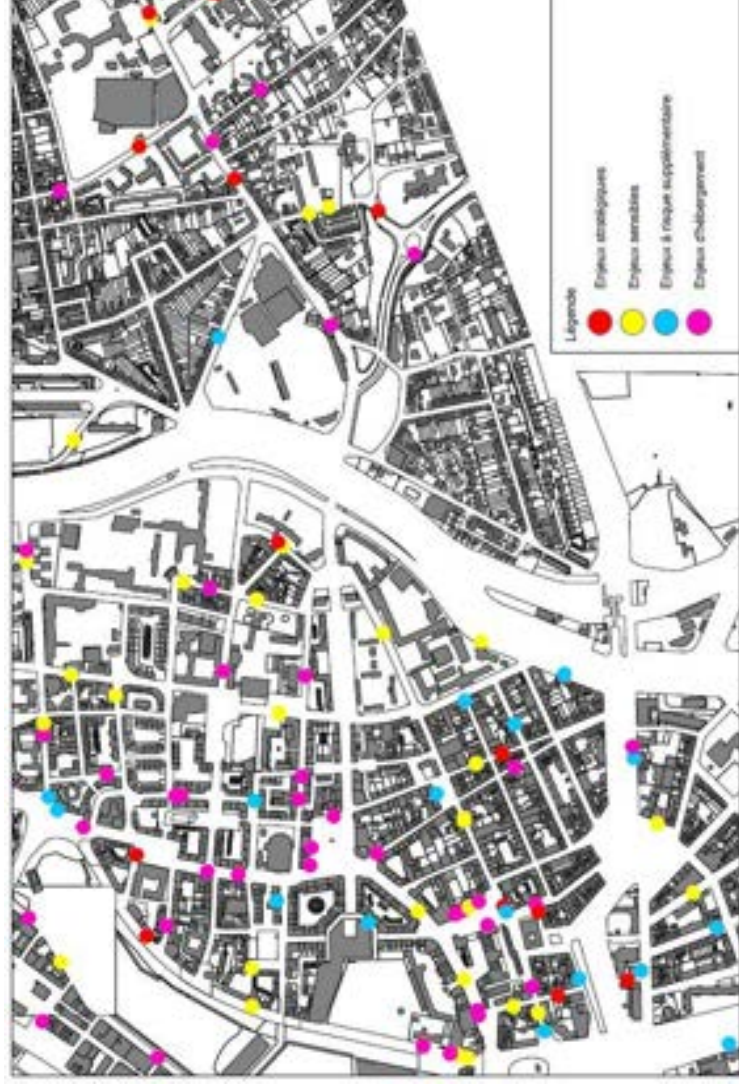 Légende
Enjeux stratégiques
Enjeux sensibles
Enjeux à risque supplémentaire
Enjeux d'hébergement